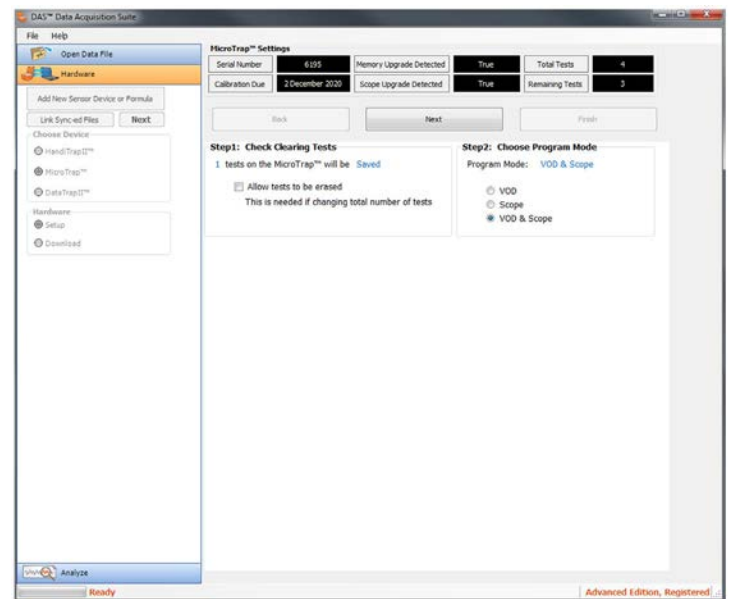 DAS™ Data Acquisition Suite
File Help
Open Data File
Hardware
Add New Sensor Device or Formula
Link Sync-ed Files Next
Choose Device
HandiTrapII™
MicroTrap™
DataTrapII™
Hardware
Setup
Download
MicroTrap™ Settings
Serial Number 6195 Memory Upgrade Detected True Total Tests 4
Calibration Due 2 December 2020 Scope Upgrade Detected True Remaining Tests 3
Back Next Finish
Step1: Check Clearing Tests
1 tests on the MicroTrap™ will be Saved
Allow tests to be erased
This is needed if changing total number of tests
Step2: Choose Program Mode
Program Mode: VOD & Scope
VOD
Scope
VOD & Scope
Analyze
Ready
Advanced Edition, Registered